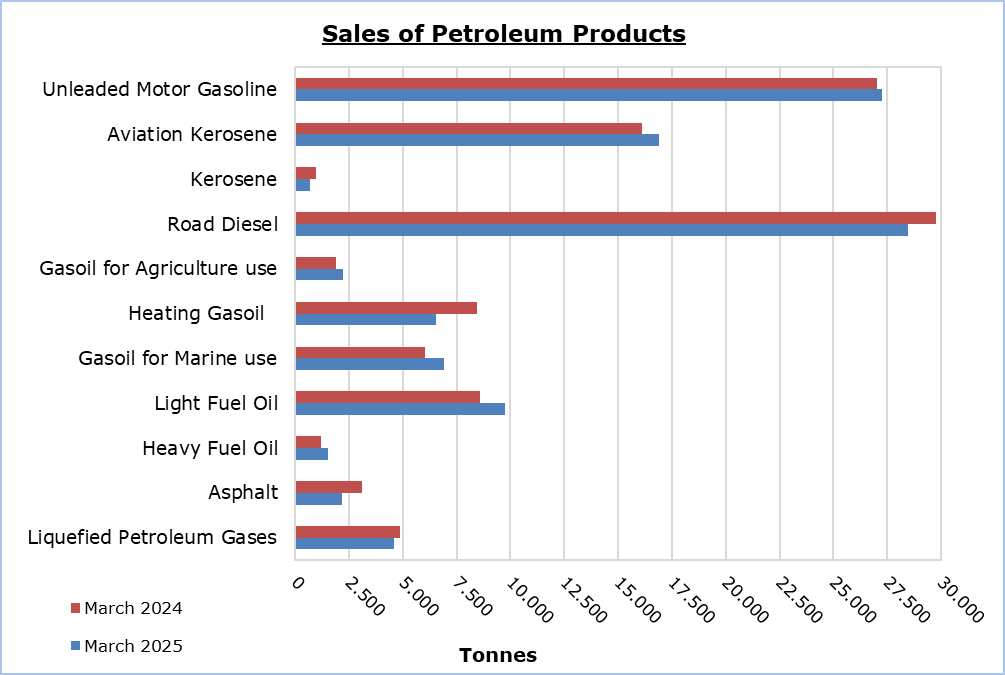 Sales of Petroleum Products
Unleaded Motor Gasoline
Aviation Kerosene
Kerosene
Road Diesel
Gasoil for Agriculture use
Heating Gasoil
Gasoil for Marine use
Light Fuel Oil
Heavy Fuel Oil
Asphalt
Liquefied Petroleum Gases
0 2.500 5.000 7.500 10.000 12.500 15.000 17.500 20.000 22.500 25.000 27.500 30.000
March 2024
March 2025
Tonnes